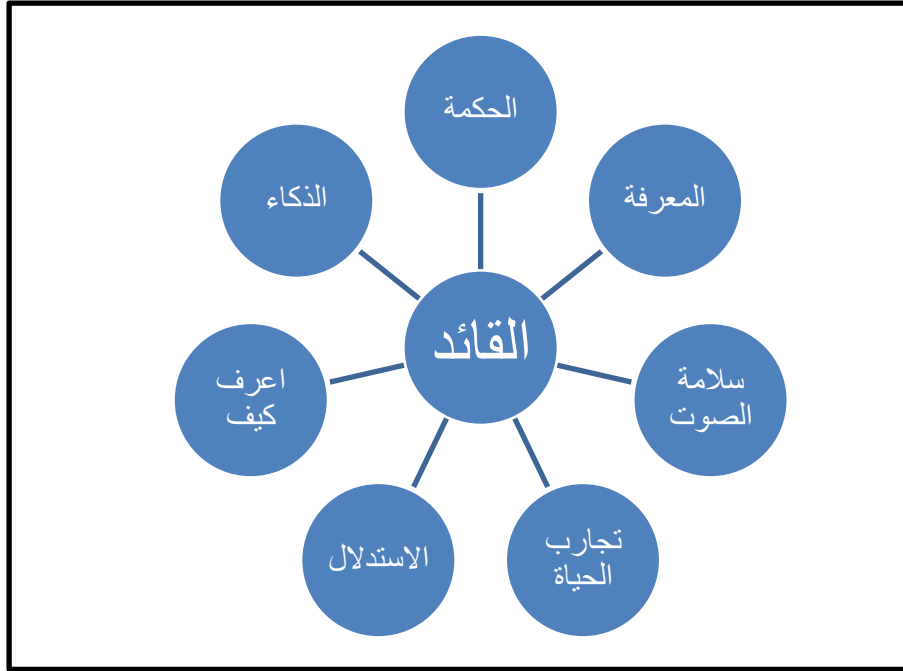 الحكمة
المعرفة
الذكاء
القائد
سلامة
الصوت
اعرف
كيف
تجارب
الحياة
الاستدلال